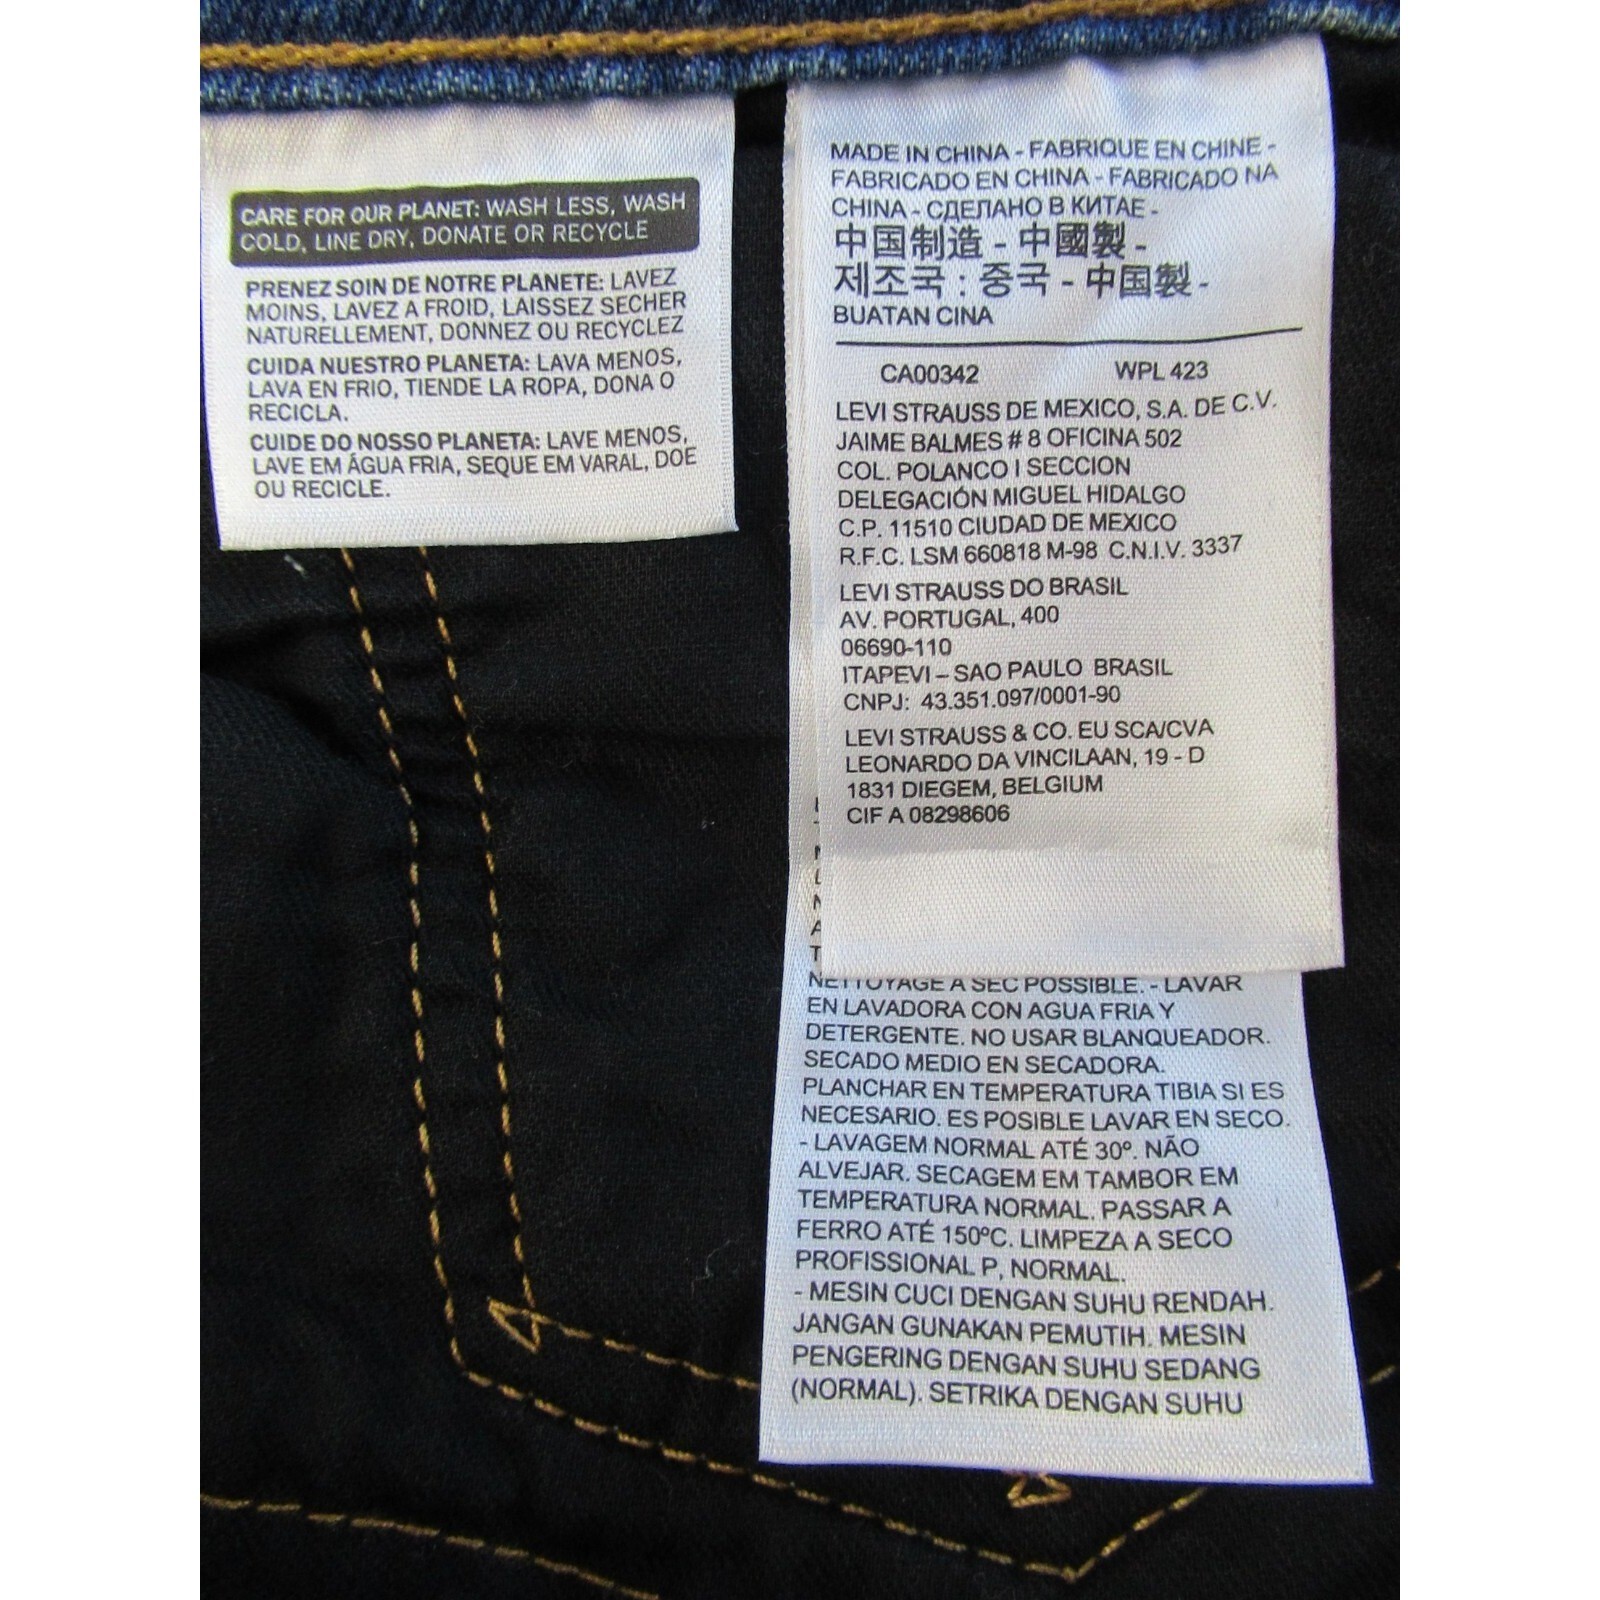 CARE FOR OUR PLANET: WASH LESS, WASH
COLD, LINE DRY, DONATE OR RECYCLE
PRENEZ SOIN DE NOTRE PLANETE: LAVEZ
MOINS, LAVEZ A FROID, LAISSEZ SECHER
NATURELLEMENT, DONNEZ OU RECYCLEZ
CUIDA NUESTRO PLANETA: LAVA MENOS,
LAVA EN FRIO, TIENDE LA ROPA, DONA O
RECICLA.
CUIDE DO NOSSO PLANETA: LAVE MENOS,
LAVE EM ÁGUA FRIA, SEQUE EM VARAL, DOE
OU RECICLE.
MADE IN CHINA - FABRIQUE EN CHINE -
FABRICADO EN CHINA - FABRICADO NA
CHINA - СДЕЛАНО В КИТАЕ -
中国制造 - 中國製 -
제조국 : 중국 - 中国製 -
BUATAN CINA
CA00342 WPL 423
LEVI STRAUSS DE MEXICO, S.A. DE C.V.
JAIME BALMES # 8 OFICINA 502
COL. POLANCO I SECCION
DELEGACIÓN MIGUEL HIDALGO
C.P. 11510 CIUDAD DE MEXICO
R.F.C. LSM 660818 M-98 C.N.I.V. 3337
LEVI STRAUSS DO BRASIL
AV. PORTUGAL, 400
06690-110
ITAPEVI – SAO PAULO BRASIL
CNPJ: 43.351.097/0001-90
LEVI STRAUSS & CO. EU SCA/CVA
LEONARDO DA VINCILAAN, 19 - D
1831 DIEGEM, BELGIUM
CIF A 08298606
NETTOYAGE A SEC POSSIBLE. - LAVAR
EN LAVADORA CON AGUA FRIA Y
DETERGENTE. NO USAR BLANQUEADOR.
SECADO MEDIO EN SECADORA.
PLANCHAR EN TEMPERATURA TIBIA SI ES
NECESARIO. ES POSIBLE LAVAR EN SECO.
- LAVAGEM NORMAL ATÉ 30º. NÃO
ALVEJAR. SECAGEM EM TAMBOR EM
TEMPERATURA NORMAL. PASSAR A
FERRO ATÉ 150ºC. LIMPEZA A SECO
PROFISSIONAL P, NORMAL.
- MESIN CUCI DENGAN SUHU RENDAH.
JANGAN GUNAKAN PEMUTIH. MESIN
PENGERING DENGAN SUHU SEDANG
(NORMAL). SETRIKA DENGAN SUHU